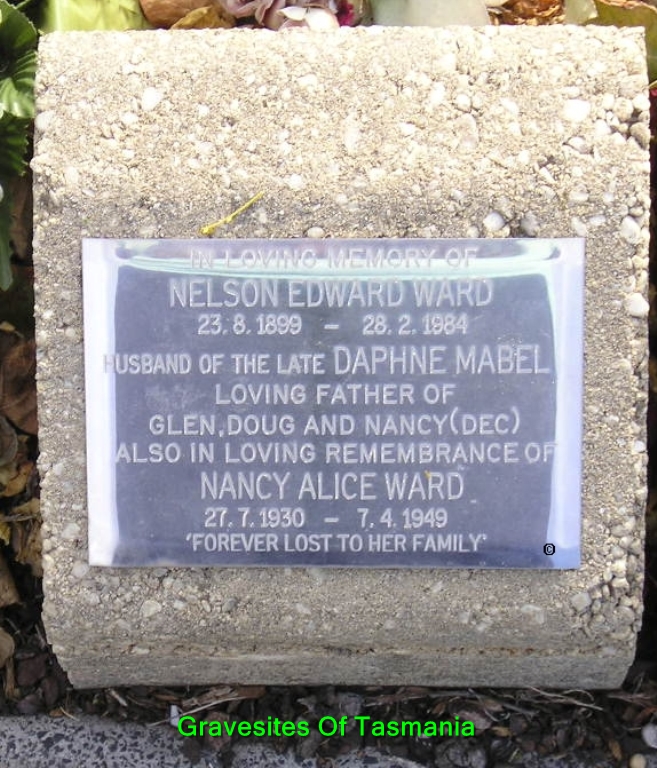 IN LOVING MEMORY OF
NELSON EDWARD WARD
23. 8. 1899 — 28. 2. 1984
HUSBAND OF THE LATE DAPHNE MABEL
LOVING FATHER OF
GLEN, DOUG AND NANCY (DEC)
ALSO IN LOVING REMEMBRANCE OF
NANCY ALICE WARD
27. 7. 1930 — 7. 4. 1949
'FOREVER LOST TO HER FAMILY'
©
Gravesites Of Tasmania